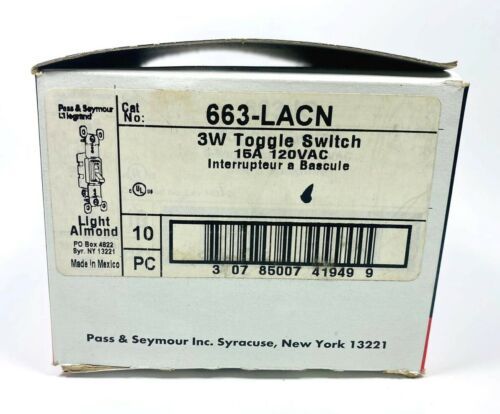 Pass & Seymour
Legrand
Cat
No:
663-LACN
3W Toggle Switch
15A 120VAC
Interrupteur a Bascule
C UL US
Light
Almond
PO Box 4822
Syr. NY 13221
Made in Mexico
10
PC
3 07 85007 41949 9
Pass & Seymour Inc. Syracuse, New York 13221